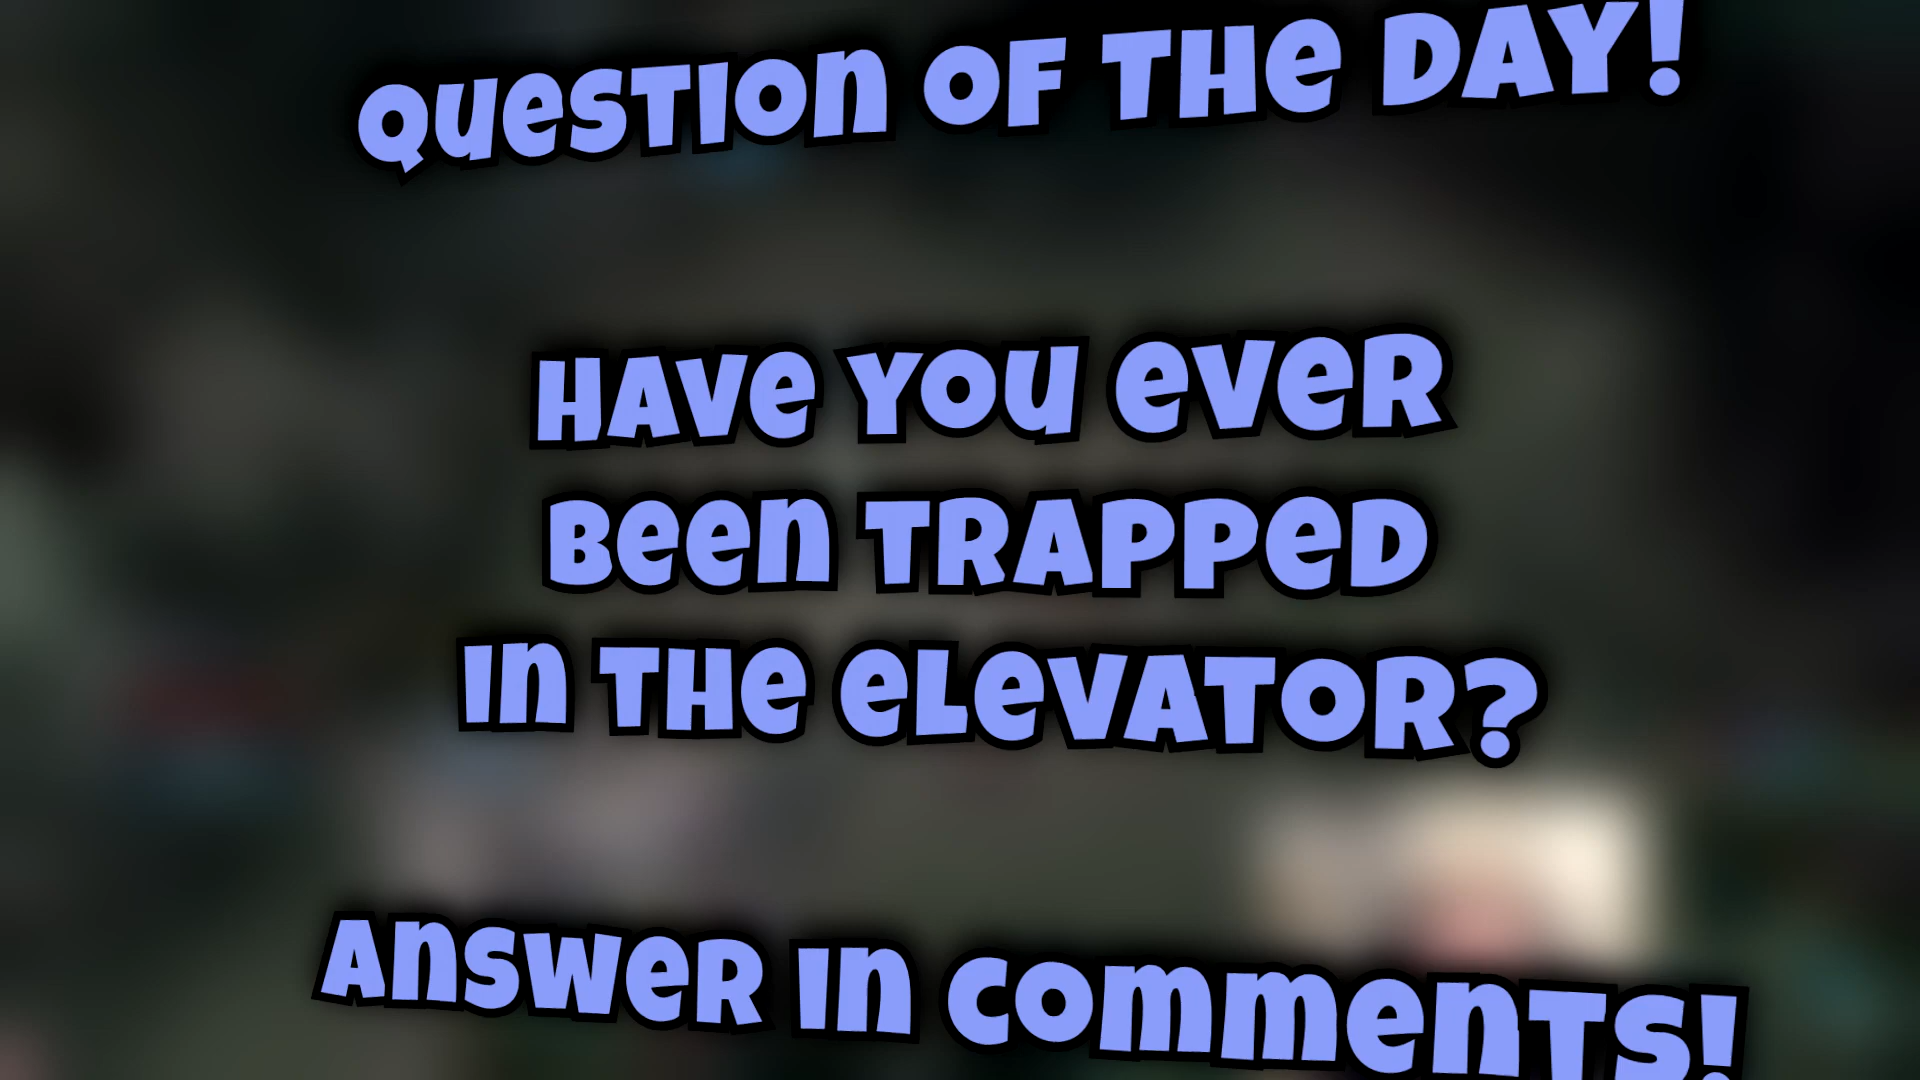 QUESTION OF THE DAY!
HAVE YOU EVER
BEEN TRAPPED
IN THE ELEVATOR?
ANSWER IN COMMENTS!